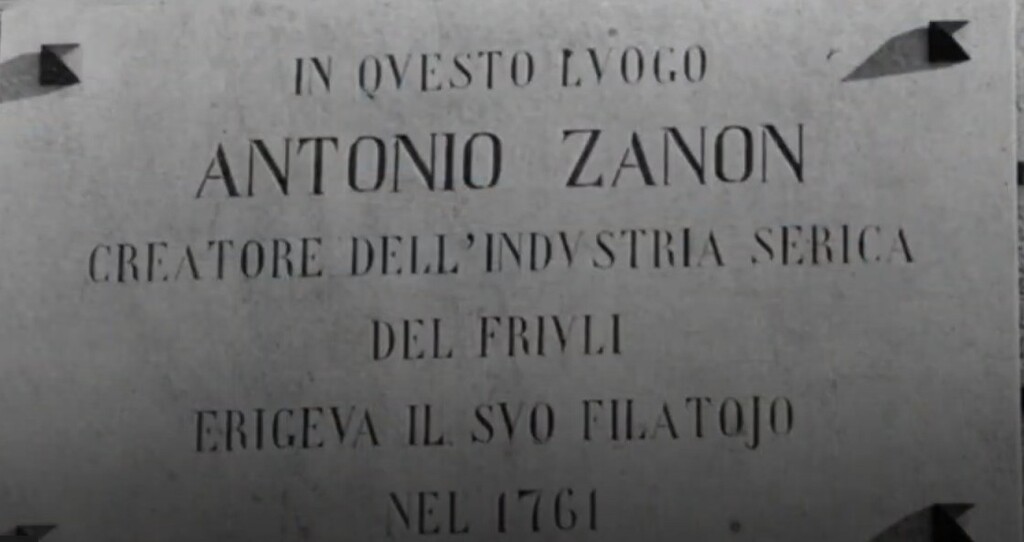 IN QVESTO LVOGO
ANTONIO ZANON
CREATORE DELL'INDVSTRIA SERICA
DEL FRIVLI
ERIGEVA IL SVO FILATOJO
NEL 1761